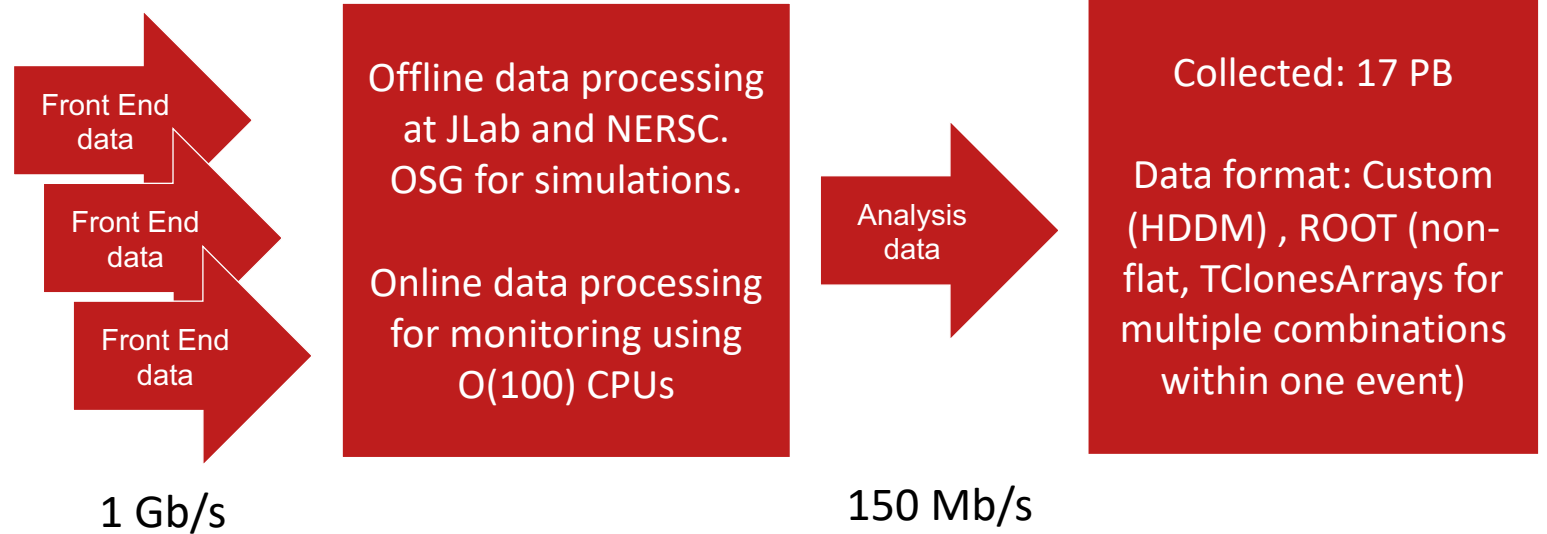 Front End
data
Front End
data
Front End
data
1 Gb/s
Offline data processing
at JLab and NERSC.
OSG for simulations.
Online data processing
for monitoring using
O(100) CPUs
Analysis
data
150 Mb/s
Collected: 17 PB
Data format: Custom
(HDDM) , ROOT (non-
flat, TClonesArrays for
multiple combinations
within one event)